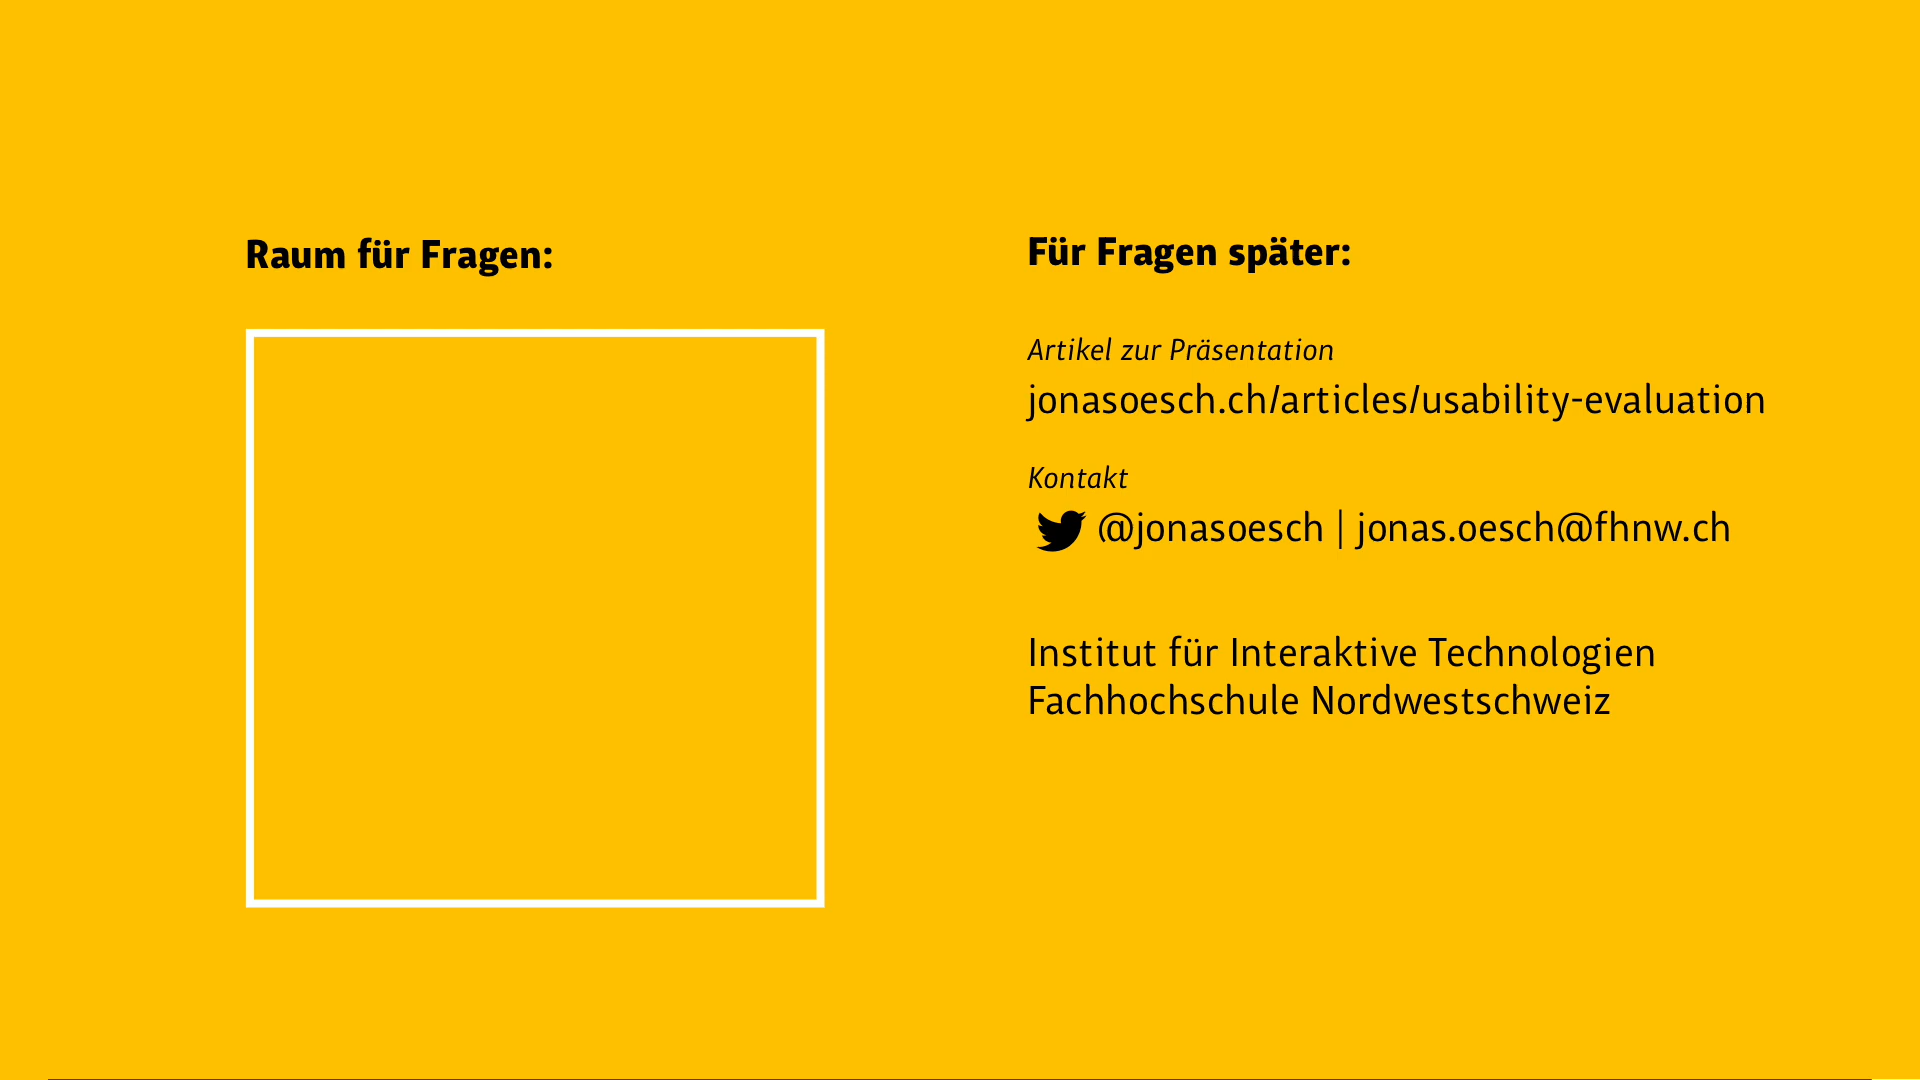 Raum für Fragen:
Für Fragen später:
Artikel zur Präsentation
jonasoesch.ch/articles/usability-evaluation
Kontakt
@jonasoesch | jonas.oesch@fhnw.ch
Institut für Interaktive Technologien
Fachhochschule Nordwestschweiz